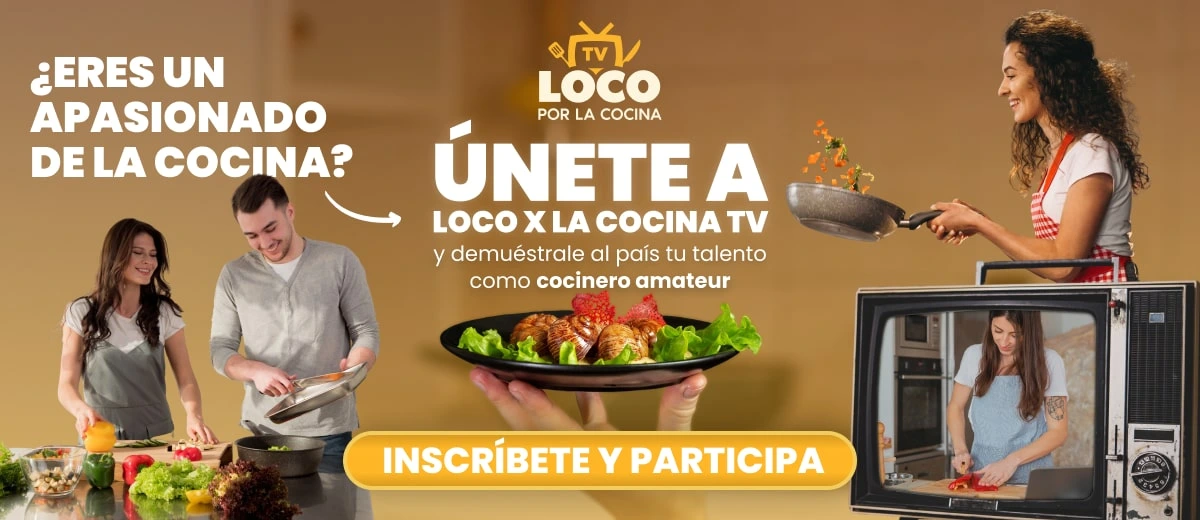 ¿ERES UN
APASIONADO
DE LA COCINA?
TV
LOCO
POR LA COCINA
ÚNETE A
LOCO X LA COCINA TV
y demuéstrale al país tu talento
como cocinero amateur
INSCRÍBETE Y PARTICIPA